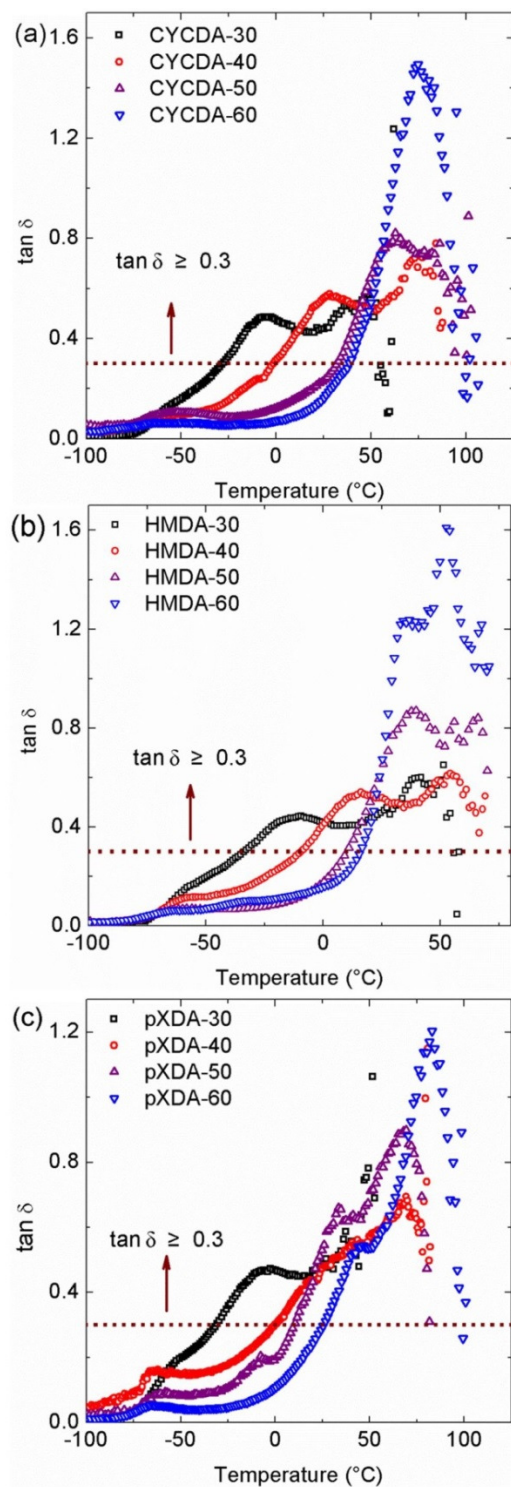 (a)
CYCDA-30
CYCDA-40
CYCDA-50
CYCDA-60
1.6
1.2
0.8
0.4
0.0
tan δ
tan δ ≥ 0.3
-100 -50 0 50 100
Temperature (°C)
(b)
HMDA-30
HMDA-40
HMDA-50
HMDA-60
1.6
1.2
0.8
0.4
0.0
tan δ
tan δ ≥ 0.3
-100 -50 0 50
Temperature (°C)
(c)
pXDA-30
pXDA-40
pXDA-50
pXDA-60
1.2
0.8
0.4
0.0
tan δ
tan δ ≥ 0.3
-100 -50 0 50 100
Temperature (°C)